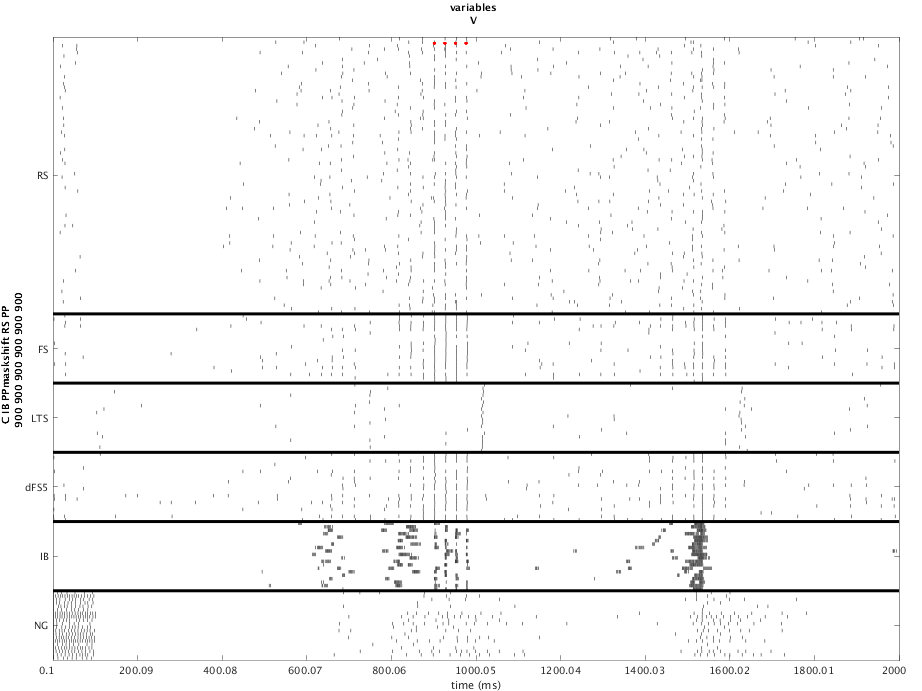 variables
V
C IB PPmaskshift RS PP
900 900 900 900 900 900 900
RS
FS
LTS
dFS5
IB
NG
0.1 200.09 400.08 600.07 800.06 1000.05 1200.04 1400.03 1600.02 1800.01 2000
time (ms)